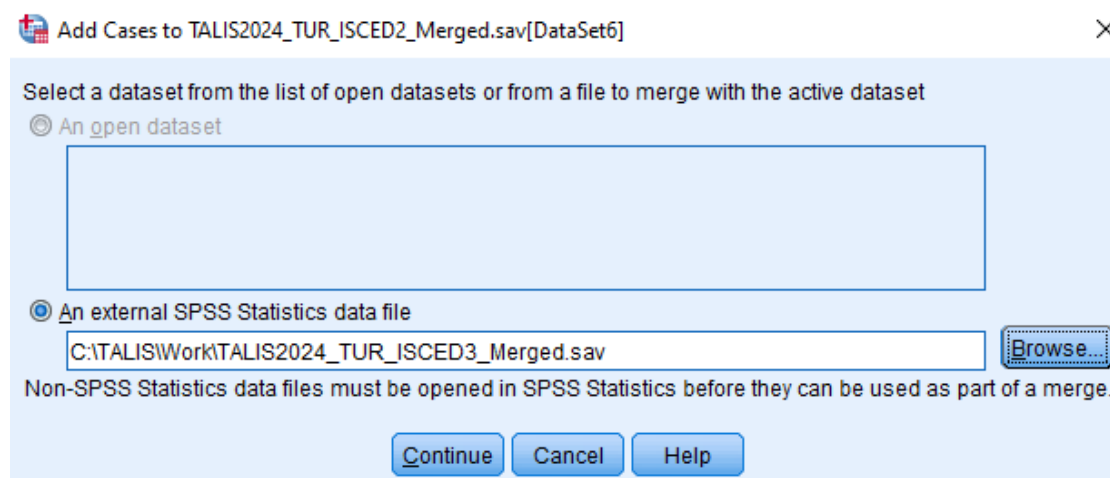 Add Cases to TALIS2024_TUR_ISCED2_Merged.sav[DataSet6]
Select a dataset from the list of open datasets or from a file to merge with the active dataset
An open dataset
An external SPSS Statistics data file
C:\TALIS\Work\TALIS2024_TUR_ISCED3_Merged.sav
Browse...
Non-SPSS Statistics data files must be opened in SPSS Statistics before they can be used as part of a merge.
Continue Cancel Help